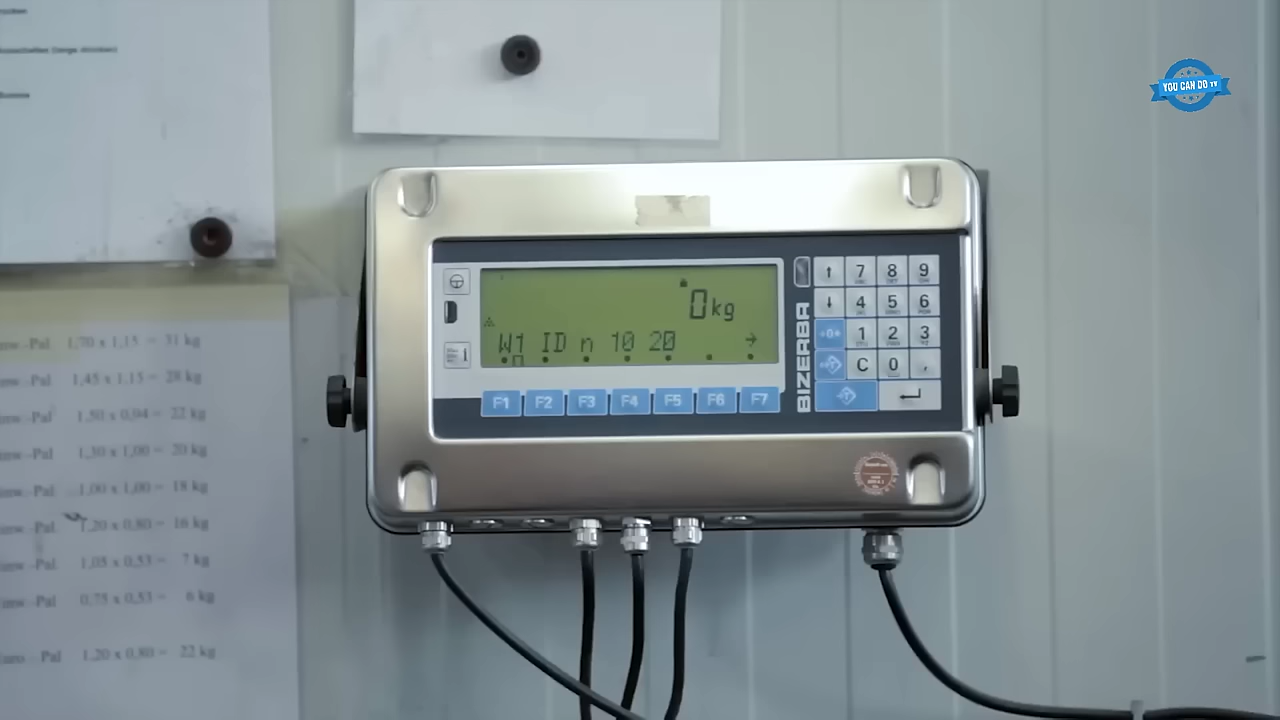 YOU CAN DO TV
0kg
W1 ID n 10 20
F1 F2 F3 F4 F5 F6 F7
BIZERBA
↑ 7 8 9
↓ 4 5 6
→0← 1 2 3
C 0 ,
1,70 x 1,15 = 31 kg
-Pal 1,45 x 1.15 = 28 kg
-Pal 1,50 x 0,94 = 22 kg
-Pal 1,30 x 1,00 = 20 kg
-Pal 1,00 x 1,00 = 18 kg
-Pal 1,20 x 0,80 = 16 kg
-Pal 1,05 x 0,53 = 7 kg
-Pal 0,75 x 0,53 = 6 kg
- Pal 1,20 x 0,80 = 22 kg